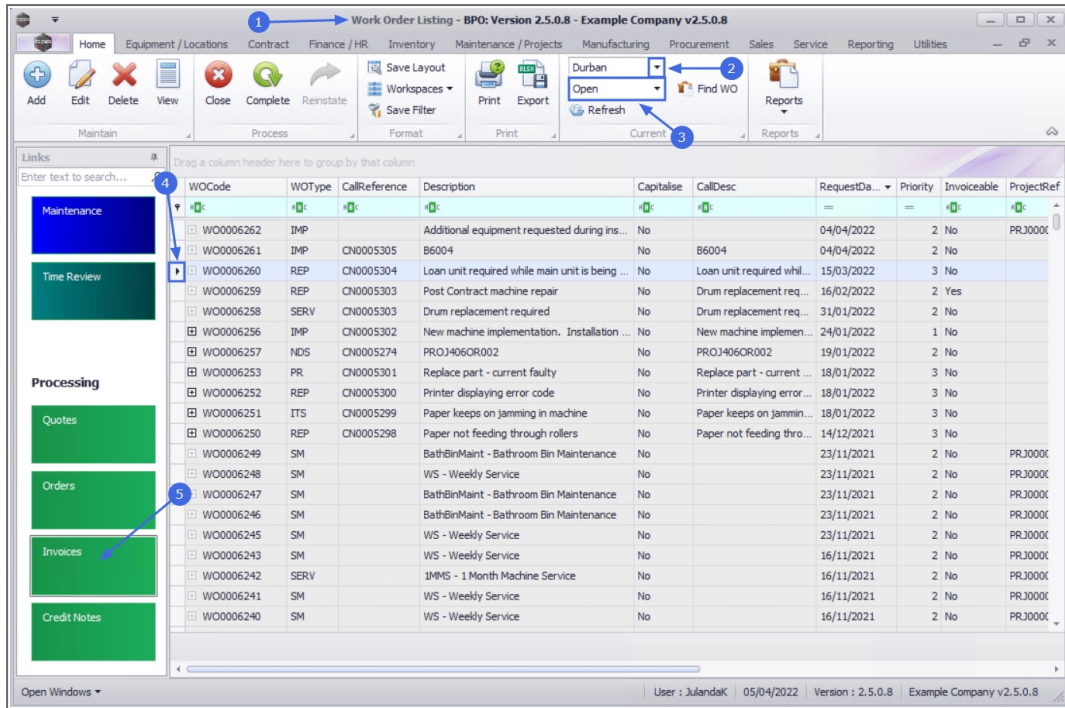 1 Work Order Listing - BPO: Version 2.5.0.8 - Example Company v2.5.0.8
Home Equipment / Locations Contract Finance / HR Inventory Maintenance / Projects Manufacturing Procurement Sales Service Reporting Utilities
Add Edit Delete View Close Complete Reinstate
Save Layout
Workspaces
Save Filter
Print Export
Durban 2
Open Find WO
Refresh
Reports
Maintain Process Format Print Current 3 Reports
Links
Enter text to search...
Drag a column header here to group by that column
4 WOCode WOType CallReference Description Capitalise CallDesc RequestDa... Priority Invoiceable ProjectRef
WO0006262 IMP Additional equipment requested during ins... No 04/04/2022 2 No PRJ0000
WO0006261 IMP CN0005305 B6004 No B6004 04/04/2022 2 No
WO0006260 REP CN0005304 Loan unit required while main unit is being ... No Loan unit required whil... 15/03/2022 3 No
WO0006259 REP CN0005303 Post Contract machine repair No Drum replacement req... 16/02/2022 2 Yes
WO0006258 SERV CN0005303 Drum replacement required No Drum replacement req... 31/01/2022 2 No
WO0006256 IMP CN0005302 New machine implementation. Installation ... No New machine implemen... 24/01/2022 1 No
WO0006257 NDS CN0005274 PROJ406OR002 No PROJ406OR002 19/01/2022 2 No
WO0006253 PR CN0005301 Replace part - current faulty No Replace part - current ... 18/01/2022 3 No
WO0006252 REP CN0005300 Printer displaying error code No Printer displaying error... 18/01/2022 3 No
WO0006251 ITS CN0005299 Paper keeps on jamming in machine No Paper keeps on jammin... 18/01/2022 3 No
WO0006250 REP CN0005298 Paper not feeding through rollers No Paper not feeding thro... 14/12/2021 3 No
WO0006249 SM BathBinMaint - Bathroom Bin Maintenance No 23/11/2021 2 No PRJ0000
WO0006248 SM WS - Weekly Service No 23/11/2021 2 No PRJ0000
WO0006247 SM BathBinMaint - Bathroom Bin Maintenance No 23/11/2021 2 No PRJ0000
WO0006246 SM BathBinMaint - Bathroom Bin Maintenance No 23/11/2021 2 No PRJ0000
WO0006245 SM WS - Weekly Service No 23/11/2021 2 No PRJ0000
WO0006243 SM WS - Weekly Service No 16/11/2021 2 No PRJ0000
WO0006242 SERV 1MMS - 1 Month Machine Service No 16/11/2021 2 No PRJ0000
WO0006241 SM WS - Weekly Service No 16/11/2021 2 No PRJ0000
WO0006240 SM WS - Weekly Service No 16/11/2021 2 No PRJ0000
Maintenance
Time Review
Processing
Quotes
Orders
5
Invoices
Credit Notes
Open Windows User : JulandaK 05/04/2022 Version : 2.5.0.8 Example Company v2.5.0.8